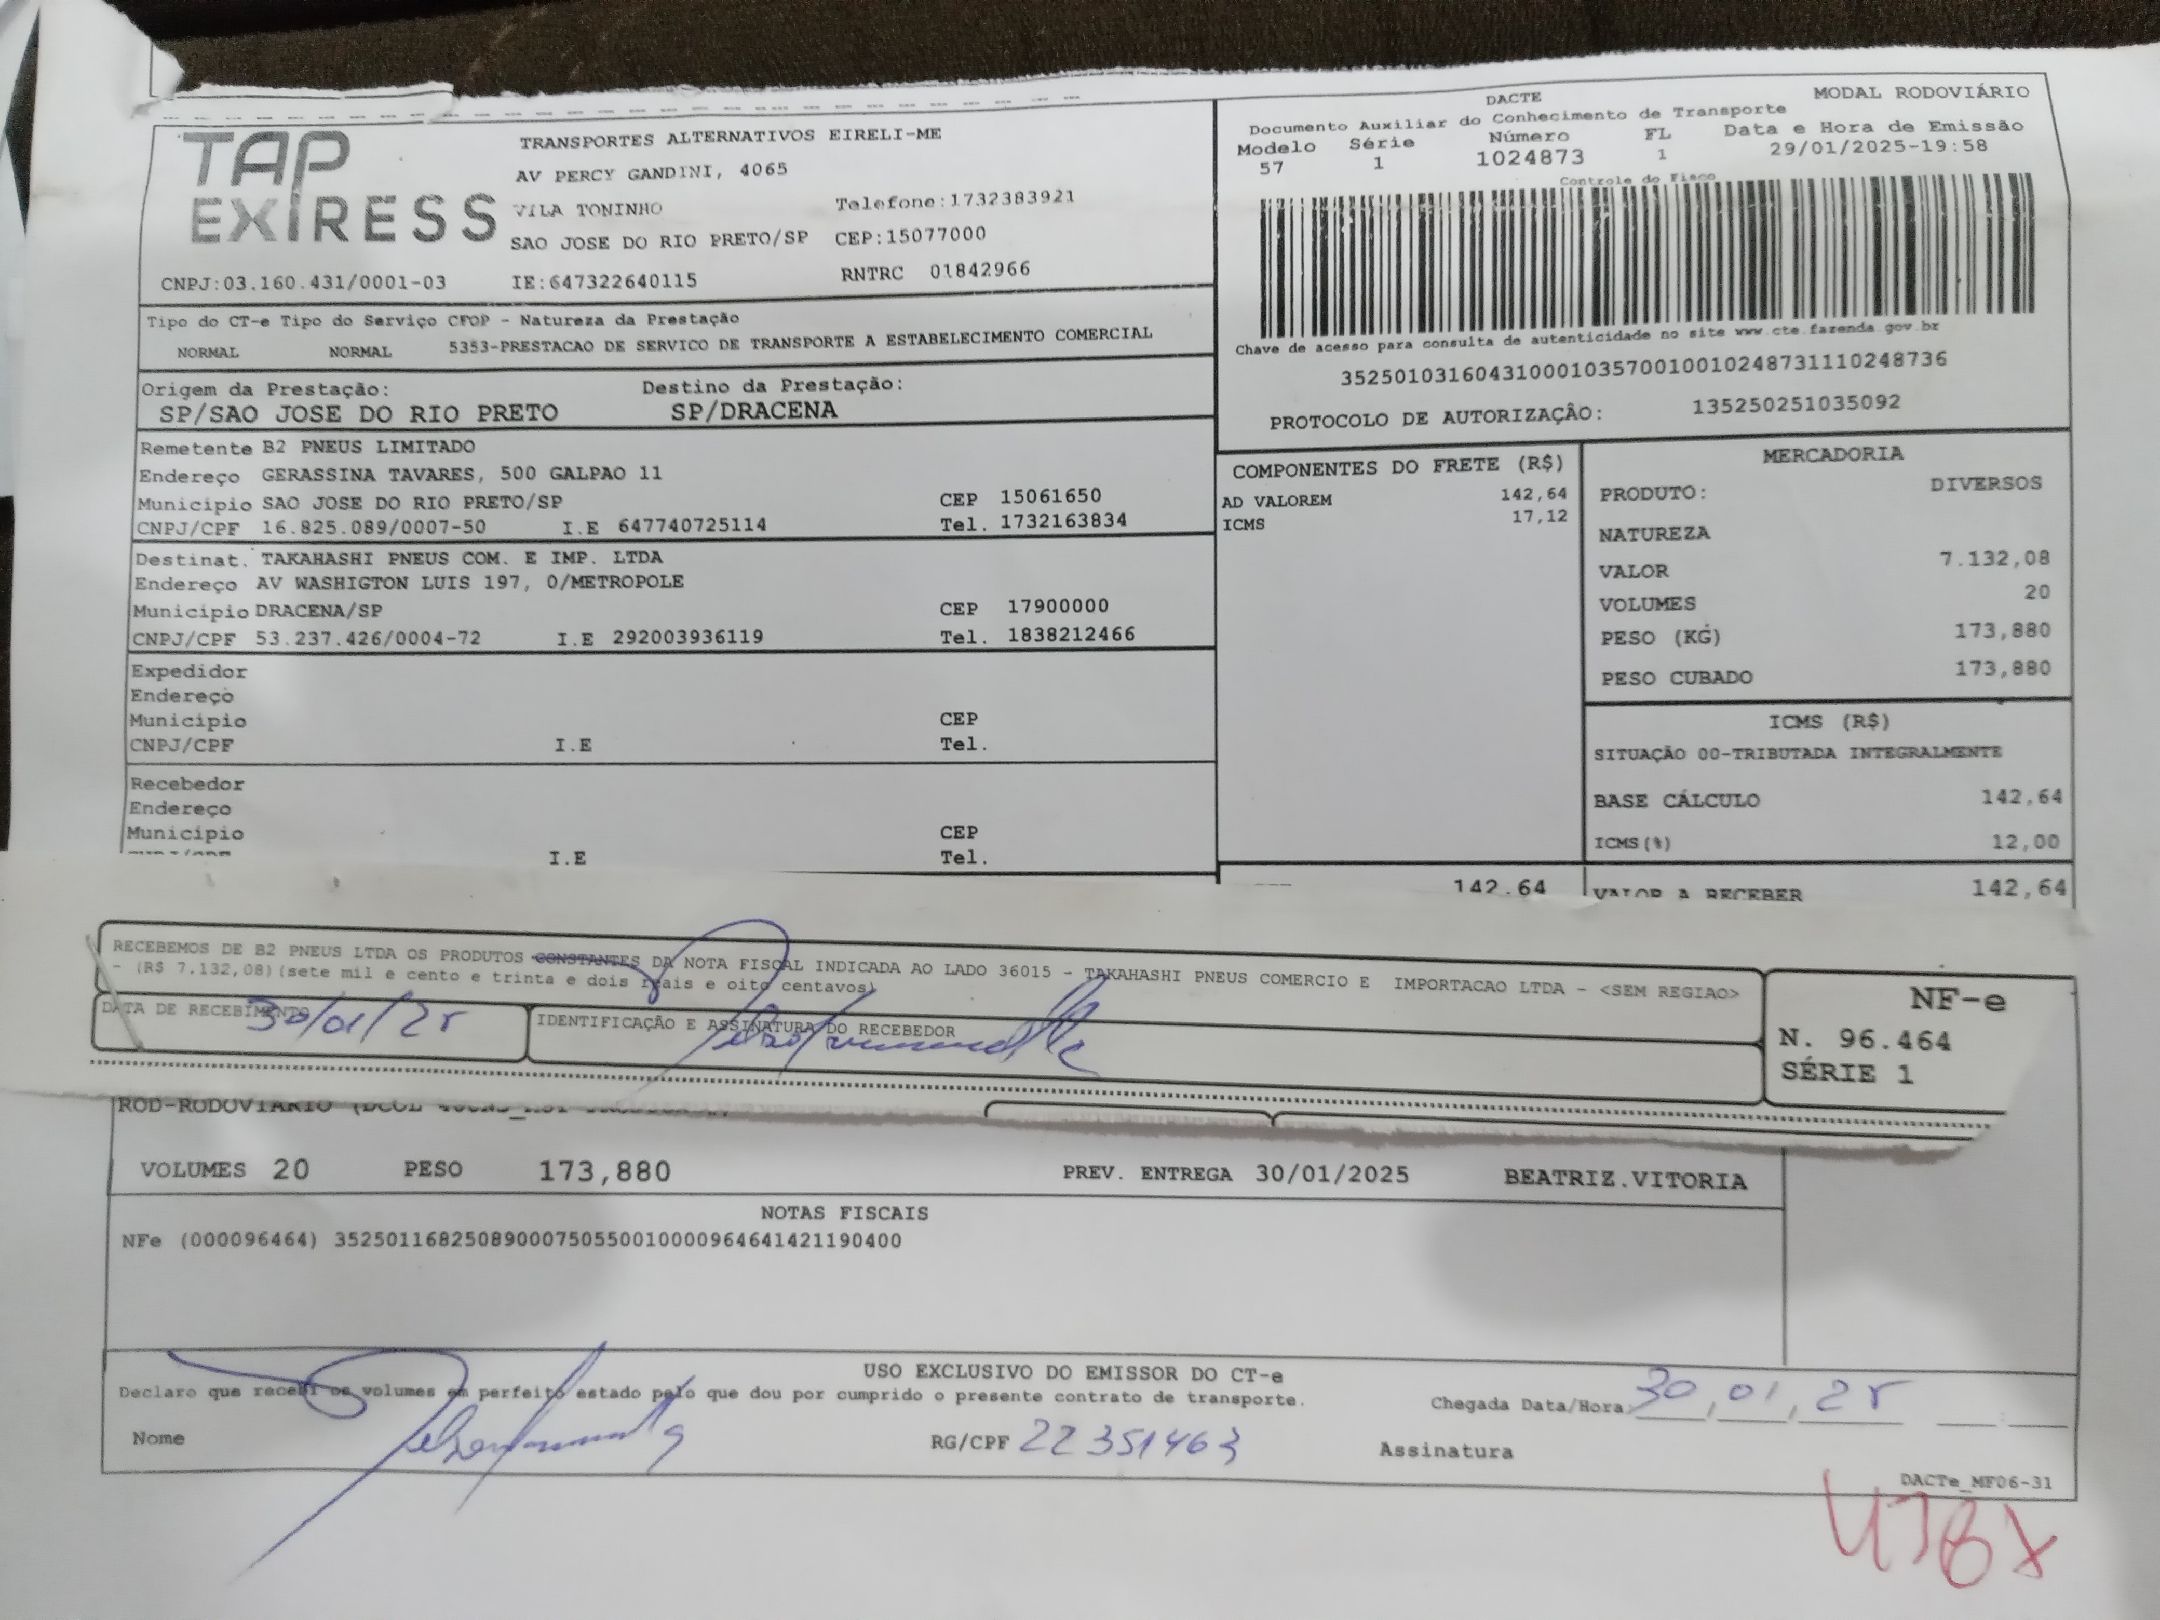 TAP
EXPRESS
TRANSPORTES ALTERNATIVOS EIRELI-ME
AV PERCY GANDINI, 4065
VILA TONINHO Telefone:1732383921
SAO JOSE DO RIO PRETO/SP CEP:15077000
CNPJ:03.160.431/0001-03 IE:647322640115 RNTRC 01842966
DACTE MODAL RODOVIÁRIO
Documento Auxiliar do Conhecimento de Transporte
Modelo Série Número FL Data e Hora de Emissão
57 1 1024873 1 29/01/2025-19:58
Controle do Fisco
Chave de acesso para consulta de autenticidade no site www.cte.fazenda.gov.br
35250103160431000103570010010248731110248736
PROTOCOLO DE AUTORIZAÇÂO: 135250251035092
Tipo do CT-e Tipo do Serviço CFOP - Natureza da Prestação
NORMAL NORMAL 5353-PRESTACAO DE SERVICO DE TRANSPORTE A ESTABELECIMENTO COMERCIAL
Origem da Prestação: Destino da Prestação:
SP/SAO JOSE DO RIO PRETO SP/DRACENA
Remetente B2 PNEUS LIMITADO
Endereço GERASSINA TAVARES, 500 GALPAO 11
Municipio SAO JOSE DO RIO PRETO/SP CEP 15061650
CNPJ/CPF 16.825.089/0007-50 I.E 647740725114 Tel. 1732163834
Destinat. TAKAHASHI PNEUS COM. E IMP. LTDA
Endereço AV WASHIGTON LUIS 197, 0/METROPOLE
Municipio DRACENA/SP CEP 17900000
CNPJ/CPF 53.237.426/0004-72 I.E 292003936119 Tel. 1838212466
Expedidor
Endereço
Municipio CEP
CNPJ/CPF I.E Tel.
Recebedor
Endereço
Municipio CEP
I.E Tel.
COMPONENTES DO FRETE (R$)
AD VALOREM 142,64
ICMS 17,12
142,64
MERCADORIA
PRODUTO: DIVERSOS
NATUREZA
VALOR 7.132,08
VOLUMES 20
PESO (KG) 173,880
PESO CUBADO 173,880
ICMS (R$)
SITUAÇÃO 00-TRIBUTADA INTEGRALMENTE
BASE CÁLCULO 142,64
ICMS(%) 12,00
VALOR A RECEBER 142,64
RECEBEMOS DE B2 PNEUS LTDA OS PRODUTOS CONSTANTES DA NOTA FISCAL INDICADA AO LADO 36015 - TAKAHASHI PNEUS COMERCIO E IMPORTACAO LTDA - <SEM REGIAO>
- (R$ 7.132,08)(sete mil e cento e trinta e dois reais e oito centavos)
DATA DE RECEBIMENTO IDENTIFICAÇÃO E ASSINATURA DO RECEBEDOR
30/01/25
NF-e
N. 96.464
SÉRIE 1
VOLUMES 20 PESO 173,880 PREV. ENTREGA 30/01/2025 BEATRIZ.VITORIA
NOTAS FISCAIS
NFe (000096464) 35250116825089000750550010000964641421190400
USO EXCLUSIVO DO EMISSOR DO CT-e
Declaro que recebi os volumes em perfeito estado pelo que dou por cumprido o presente contrato de transporte.
Chegada Data/Hora 30,01,25
Nome RG/CPF 22351463 Assinatura
DACTe_MF06-31